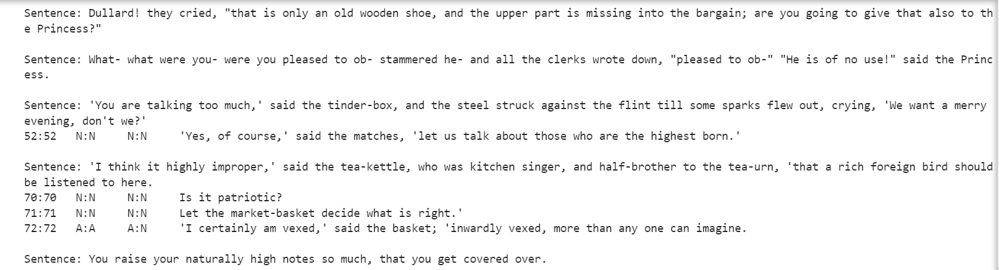 Sentence: Dullard! they cried, "that is only an old wooden shoe, and the upper part is missing into the bargain; are you going to give that also to th
e Princess?"
Sentence: What- what were you- were you pleased to ob- stammered he- and all the clerks wrote down, "pleased to ob-" "He is of no use!" said the Princ
ess.
Sentence: 'You are talking too much,' said the tinder-box, and the steel struck against the flint till some sparks flew out, crying, 'We want a merry
evening, don't we?'
52:52 N:N N:N 'Yes, of course,' said the matches, 'let us talk about those who are the highest born.'
Sentence: 'I think it highly improper,' said the tea-kettle, who was kitchen singer, and half-brother to the tea-urn, 'that a rich foreign bird should
be listened to here.
70:70 N:N N:N Is it patriotic?
71:71 N:N N:N Let the market-basket decide what is right.'
72:72 A:A A:N 'I certainly am vexed,' said the basket; 'inwardly vexed, more than any one can imagine.
Sentence: You raise your naturally high notes so much, that you get covered over.